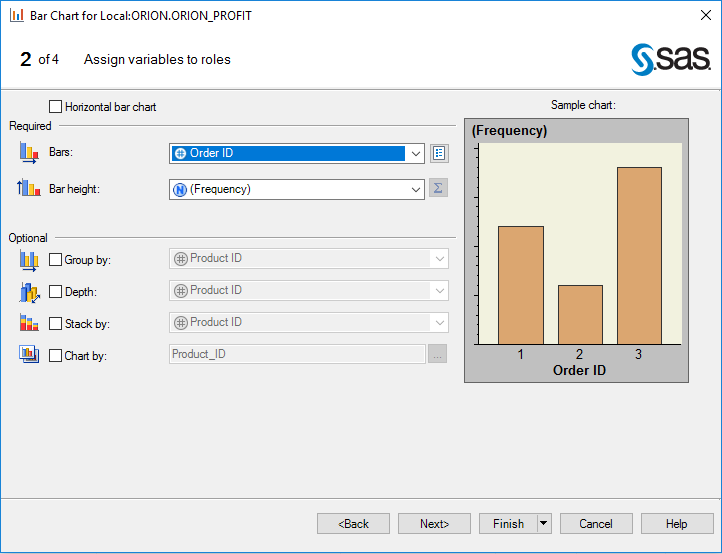 Bar Chart for Local:ORION.ORION_PROFIT
2 of 4 Assign variables to roles
sas
Horizontal bar chart
Sample chart:
Required
Bars: Order ID
Bar height: (Frequency)
Optional
Group by: Product ID
Depth: Product ID
Stack by: Product ID
Chart by: Product_ID ...
(Frequency)
1 2 3
Order ID
<Back Next> Finish Cancel Help